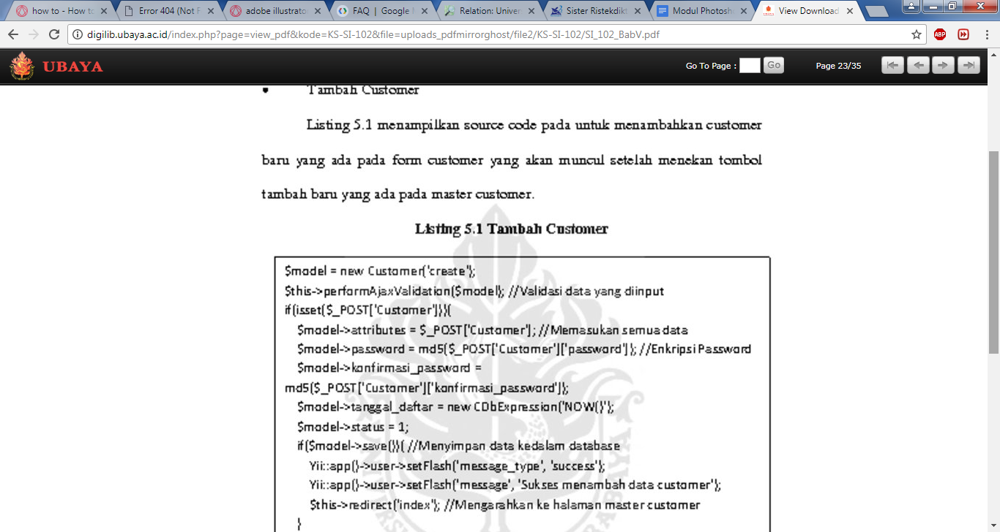 how to - How to
Error 404 (Not F
adobe illustrato
FAQ | Google
Relation: Univer
Sister Ristekdikt
Modul Photosh
View Download
digilib.ubaya.ac.id/index.php?page=view_pdf&kode=KS-SI-102&file=uploads_pdfmirrorghost/file2/KS-SI-102/SI_102_BabV.pdf
ABP
UBAYA
Go To Page :
Go
Page 23/35
• Tambah Customer
Listing 5.1 menampilkan source code pada untuk menambahkan customer
baru yang ada pada form customer yang akan muncul setelah menekan tombol
tambah baru yang ada pada master customer.
Listing 5.1 Tambah Customer
$model = new Customer('create');
$this->performAjaxValidation($model); //Validasi data yang diinput
if(isset($_POST['Customer'])){
$model->attributes = $_POST['Customer']; //Memasukan semua data
$model->password = md5($_POST['Customer']['password']); //Enkripsi Password
$model->konfirmasi_password =
md5($_POST['Customer']['konfirmasi_password']);
$model->tanggal_daftar = new CDbExpression('NOW()');
$model->status = 1;
if($model->save()){ //Menyimpan data kedalam database
Yii::app()->user->setFlash('message_type', 'success');
Yii::app()->user->setFlash('message', 'Sukses menambah data customer');
$this->redirect('index'); //Mengarahkan ke halaman master customer
}